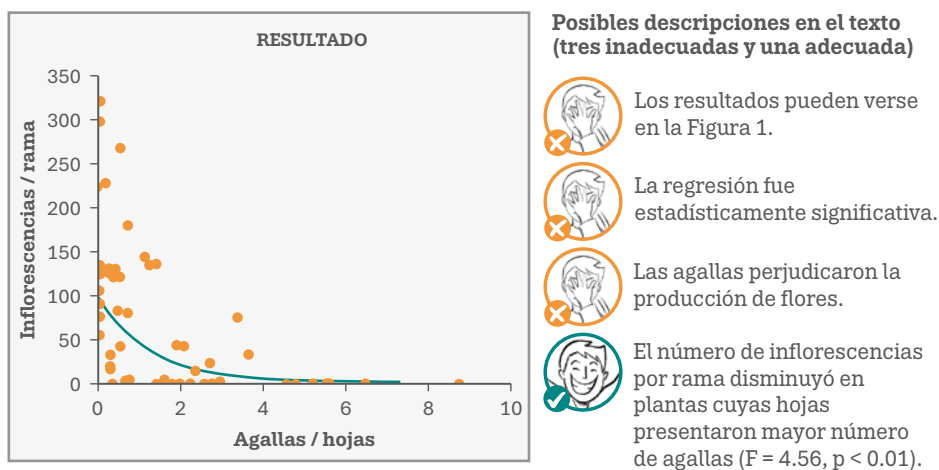 RESULTADO
350
300
250
200
150
100
50
0
Inflorescencias / rama
0 2 4 6 8 10
Agallas / hojas
Posibles descripciones en el texto
(tres inadecuadas y una adecuada)
Los resultados pueden verse
en la Figura 1.
La regresión fue
estadísticamente significativa.
Las agallas perjudicaron la
producción de flores.
El número de inflorescencias
por rama disminuyó en
plantas cuyas hojas
presentaron mayor número
de agallas (F = 4.56, p < 0.01).